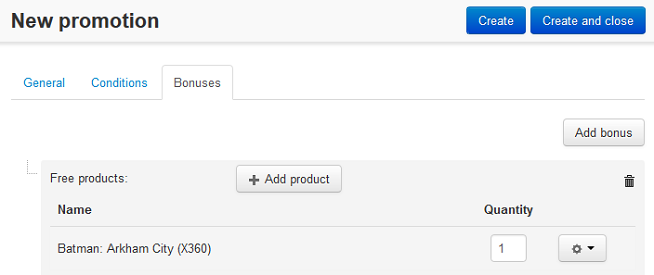 New promotion
Create
Create and close
General
Conditions
Bonuses
Add bonus
Free products:
Add product
Name
Quantity
Batman: Arkham City (X360)
1